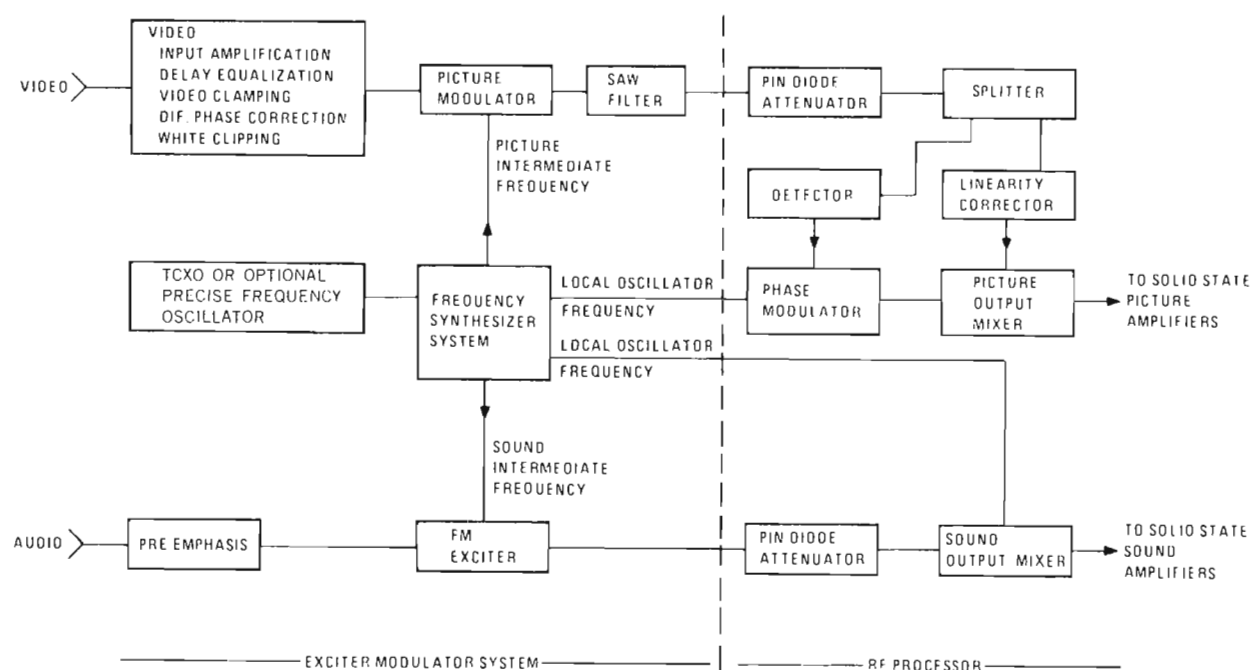 VIDEO
VIDEO
INPUT AMPLIFICATION
DELAY EQUALIZATION
VIDEO CLAMPING
DIF. PHASE CORRECTION
WHITE CLIPPING
PICTURE
MODULATOR
SAW
FILTER
PIN DIODE
ATTENUATOR
SPLITTER
PICTURE
INTERMEDIATE
FREQUENCY
DETECTOR
LINEARITY
CORRECTOR
TCXO OR OPTIONAL
PRECISE FREQUENCY
OSCILLATOR
FREQUENCY
SYNTHESIZER
SYSTEM
LOCAL OSCILLATOR
FREQUENCY
LOCAL OSCILLATOR
FREQUENCY
PHASE
MODULATOR
PICTURE
OUTPUT
MIXER
TO SOLID STATE
PICTURE
AMPLIFIERS
SOUND
INTERMEDIATE
FREQUENCY
AUDIO
PRE EMPHASIS
FM
EXCITER
PIN DIODE
ATTENUATOR
SOUND
OUTPUT MIXER
TO SOLID STATE
SOUND
AMPLIFIERS
EXCITER MODULATOR SYSTEM
RF PROCESSOR